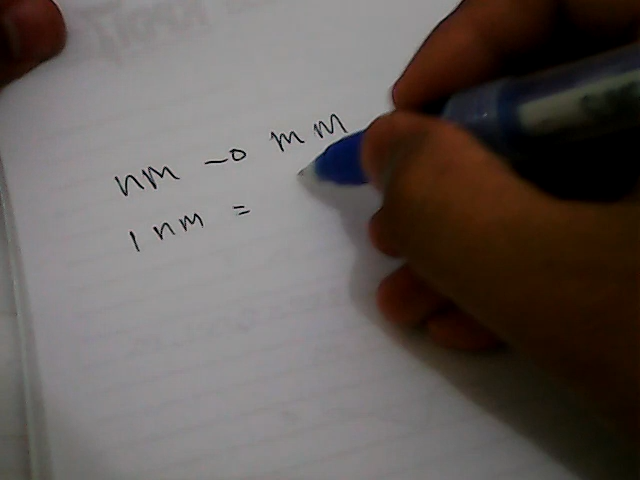 nm → mm
1 nm =